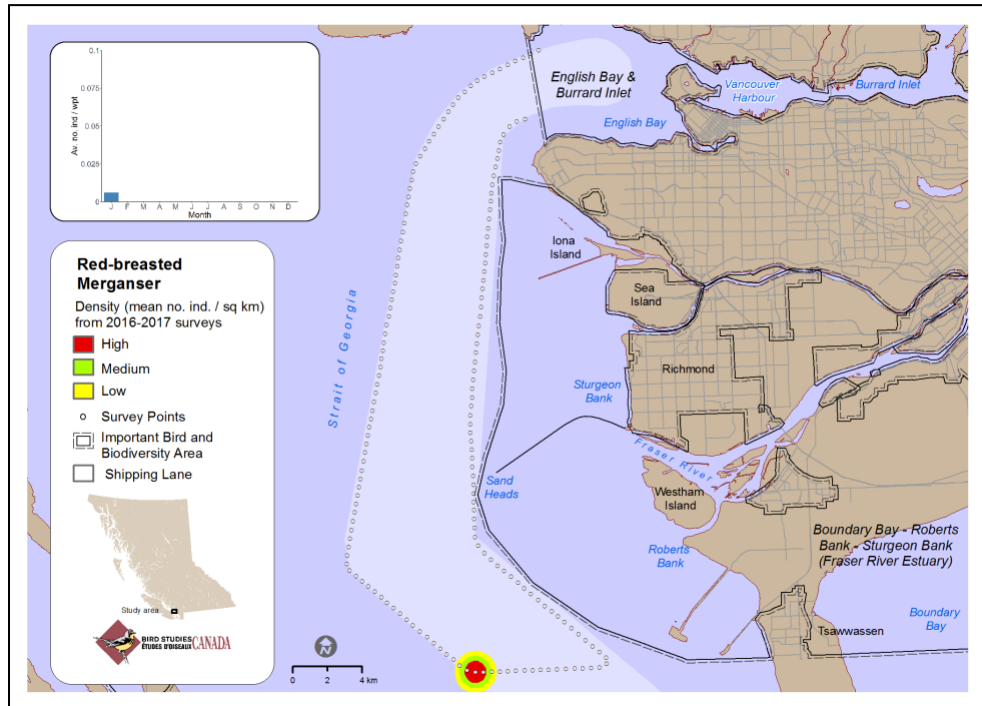 0.1
0.075
0.05
0.025
0
Av. no. ind / wpt
J F M A M J J A S O N D
Month
Red-breasted
Merganser
Density (mean no. ind. / sq km)
from 2016-2017 surveys
High
Medium
Low
Survey Points
Important Bird and
Biodiversity Area
Shipping Lane
Study area
BIRD STUDIES
ÉTUDES D'OISEAUX CANADA
N
0 2 4 km
Strait of Georgia
English Bay &
Burrard Inlet
English Bay
Vancouver
Harbour
Burrard Inlet
Iona
Island
Sea
Island
Richmond
Sturgeon
Bank
Fraser River
Sand
Heads
Westham
Island
Roberts
Bank
Boundary Bay - Roberts
Bank - Sturgeon Bank
(Fraser River Estuary)
Boundary
Bay
Tsawwassen